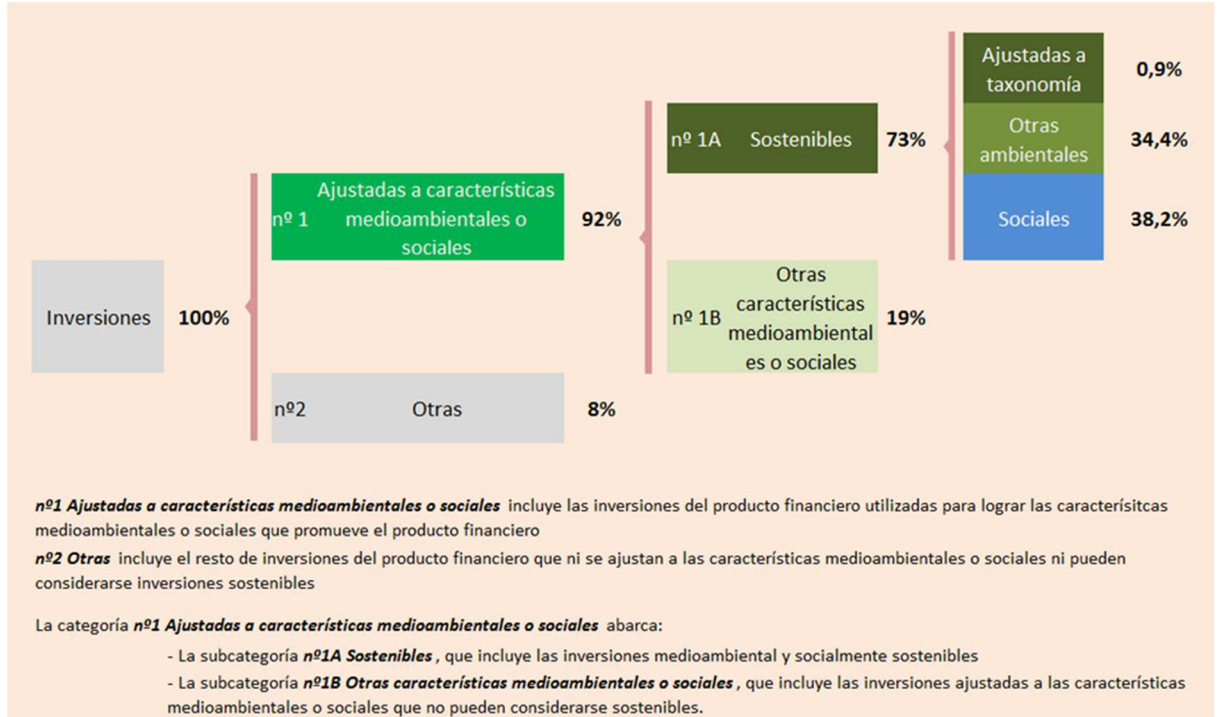 Inversiones 100%
nº 1 Ajustadas a características
medioambientales o
sociales
92%
nº2 Otras 8%
nº 1A Sostenibles 73%
nº 1B Otras
características
medioambiental
es o sociales
19%
Ajustadas a
taxonomía
0,9%
Otras
ambientales
34,4%
Sociales 38,2%
nº1 Ajustadas a características medioambientales o sociales incluye las inversiones del producto financiero utilizadas para lograr las caracterísitcas
medioambientales o sociales que promueve el producto financiero
nº2 Otras incluye el resto de inversiones del producto financiero que ni se ajustan a las características medioambientales o sociales ni pueden
considerarse inversiones sostenibles
La categoría nº1 Ajustadas a características medioambientales o sociales abarca:
- La subcategoría nº1A Sostenibles, que incluye las inversiones medioambiental y socialmente sostenibles
- La subcategoría nº1B Otras características medioambientales o sociales, que incluye las inversiones ajustadas a las características
medioambientales o sociales que no pueden considerarse sostenibles.